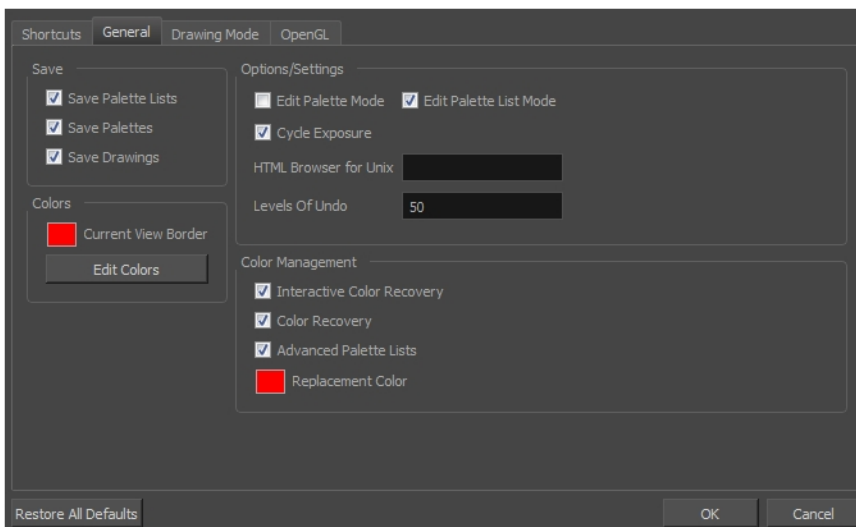 Shortcuts General Drawing Mode OpenGL
Save
Save Palette Lists
Save Palettes
Save Drawings
Colors
Current View Border
Edit Colors
Options/Settings
Edit Palette Mode Edit Palette List Mode
Cycle Exposure
HTML Browser for Unix
Levels Of Undo 50
Color Management
Interactive Color Recovery
Color Recovery
Advanced Palette Lists
Replacement Color
Restore All Defaults OK Cancel